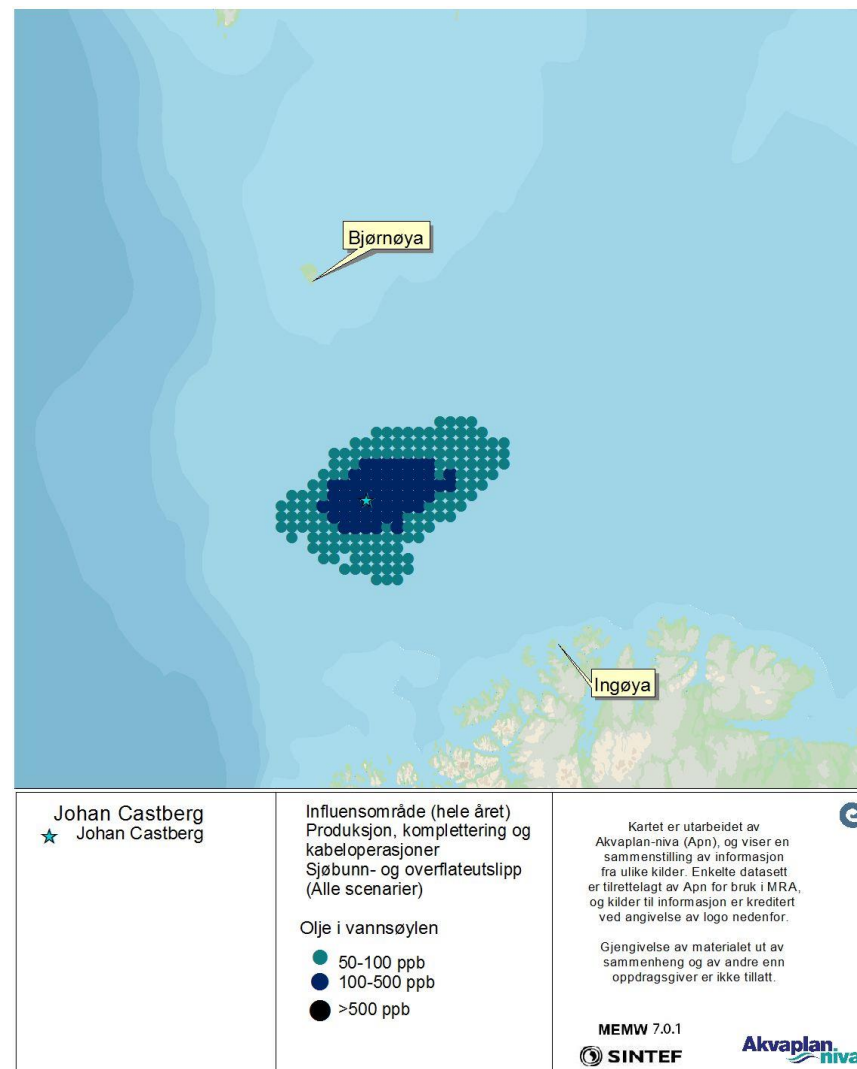 Bjørnøya
Ingøya
Johan Castberg
Johan Castberg
Influensområde (hele året)
Produksjon, komplettering og
kabeloperasjoner
Sjøbunn- og overflateutslipp
(Alle scenarier)
Olje i vannsøylen
50-100 ppb
100-500 ppb
>500 ppb
Kartet er utarbeidet av
Akvaplan-niva (Apn), og viser en
sammenstilling av informasjon
fra ulike kilder. Enkelte datasett
er tilrettelagt av Apn for bruk i MRA,
og kilder til informasjon er kreditert
ved angivelse av logo nedenfor.
Gjengivelse av materialet ut av
sammenheng og av andre enn
oppdragsgiver er ikke tillatt.
MEMW 7.0.1
SINTEF
Akvaplan.
niva